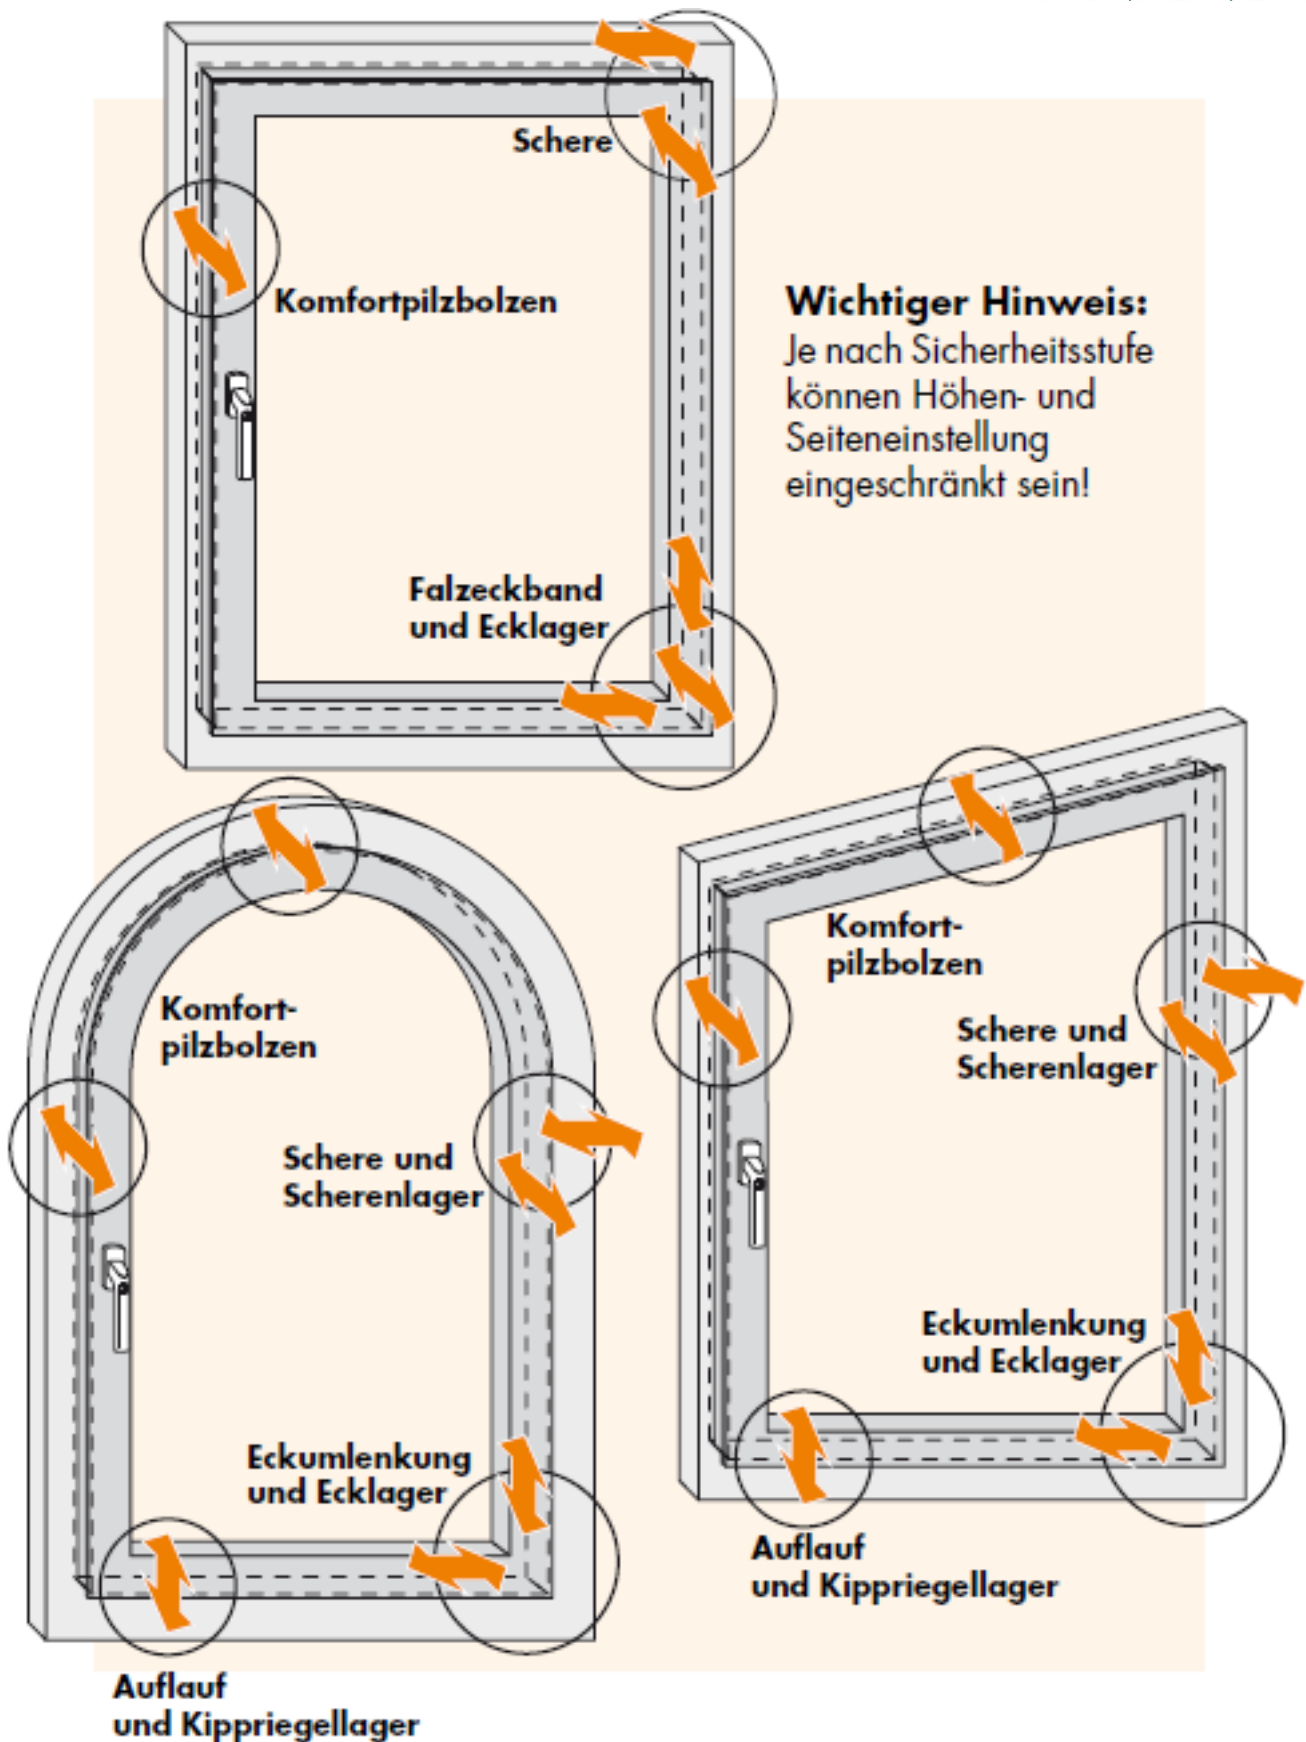 Schere
Komfortpilzbolzen
Wichtiger Hinweis:
Je nach Sicherheitsstufe
können Höhen- und
Seiteneinstellung
eingeschränkt sein!
Falzeckband
und Ecklager
Komfort-
pilzbolzen
Schere und
Scherenlager
Eckumlenkung
und Ecklager
Auflauf
und Kippriegellager
Komfort-
pilzbolzen
Schere und
Scherenlager
Eckumlenkung
und Ecklager
Auflauf
und Kippriegellager